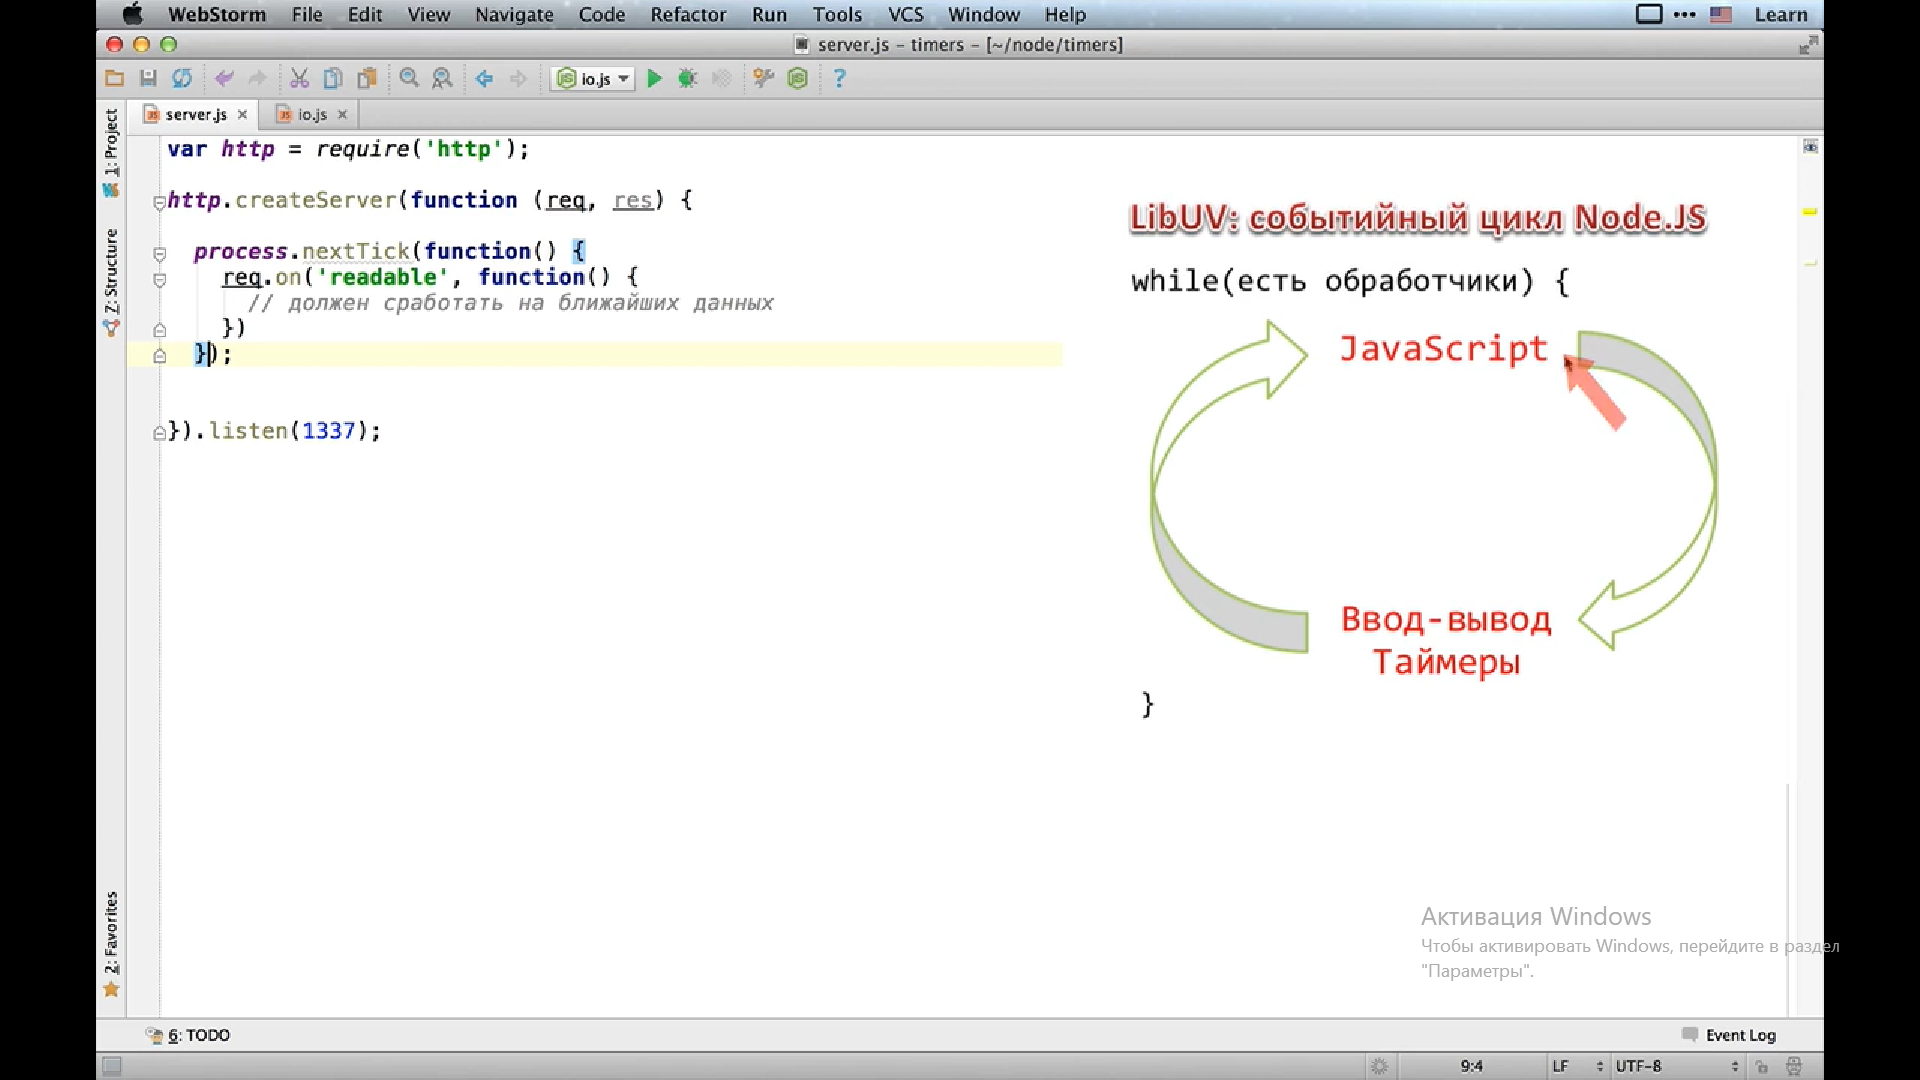 WebStorm File Edit View Navigate Code Refactor Run Tools VCS Window Help Learn
server.js – timers – [~/node/timers]
io.js
?
server.js io.js
1: Project
Z: Structure
2: Favorites
var http = require('http');
http.createServer(function (req, res) {
process.nextTick(function() {
req.on('readable', function() {
// должен сработать на ближайших данных
})
});
}).listen(1337);
LibUV: событийный цикл Node.JS
while(есть обработчики) {
JavaScript
Ввод-вывод
Таймеры
}
Активация Windows
Чтобы активировать Windows, перейдите в раздел
"Параметры".
6: TODO
Event Log
9:4 LF UTF-8